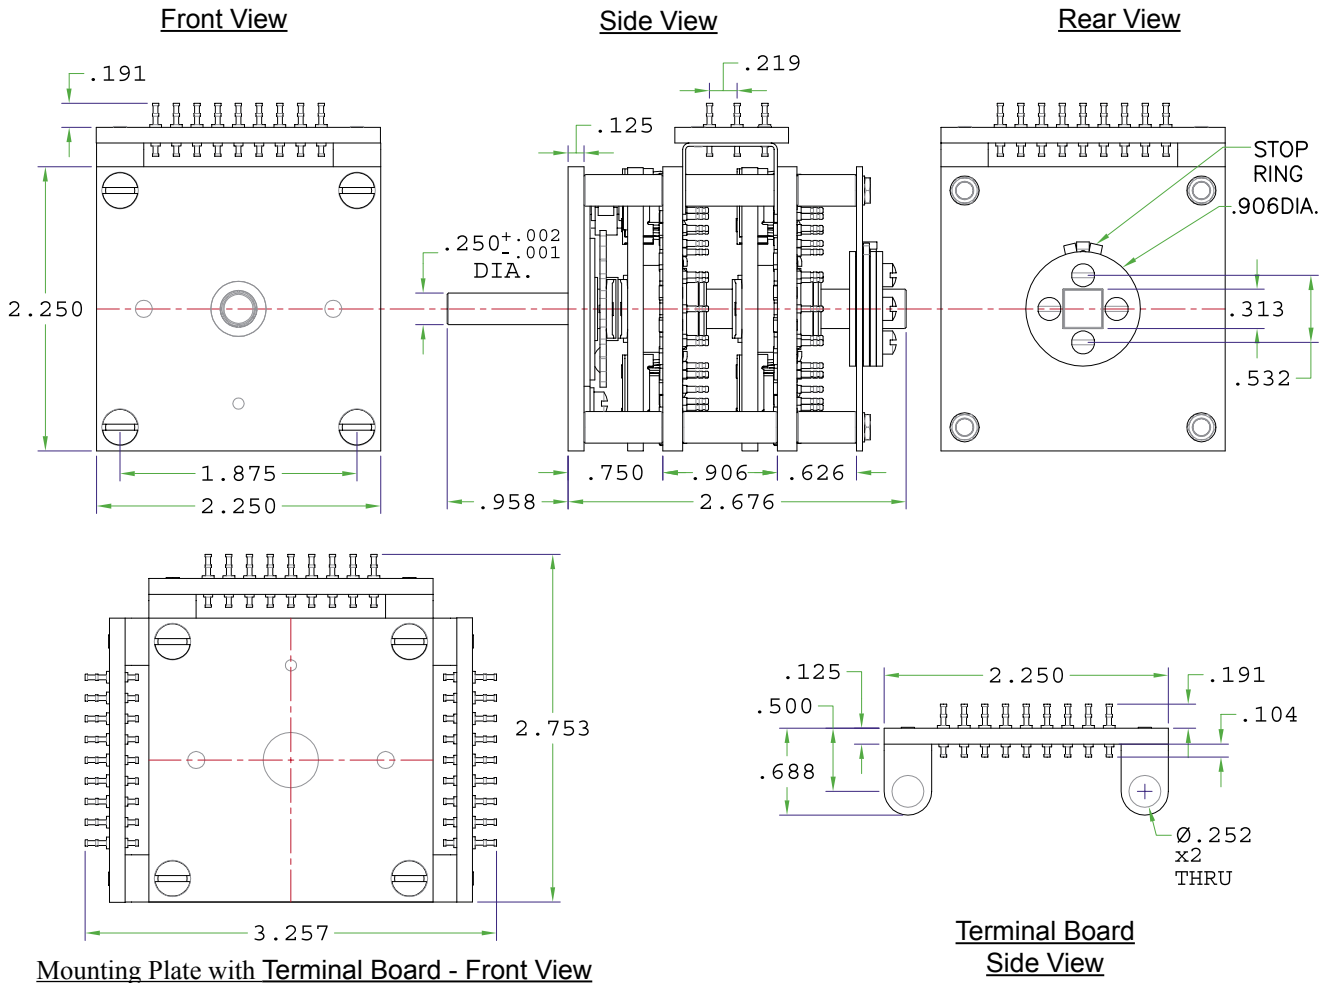 Front View
Side View
Rear View
.191
.219
.125
STOP
RING
.906DIA.
.250+.002
-.001
DIA.
2.250
.313
.532
1.875
2.250
.750
.906
.626
.958
2.676
2.753
3.257
Mounting Plate with Terminal Board - Front View
.125
2.250
.191
.500
.104
.688
Ø.252
x2
THRU
Terminal Board
Side View